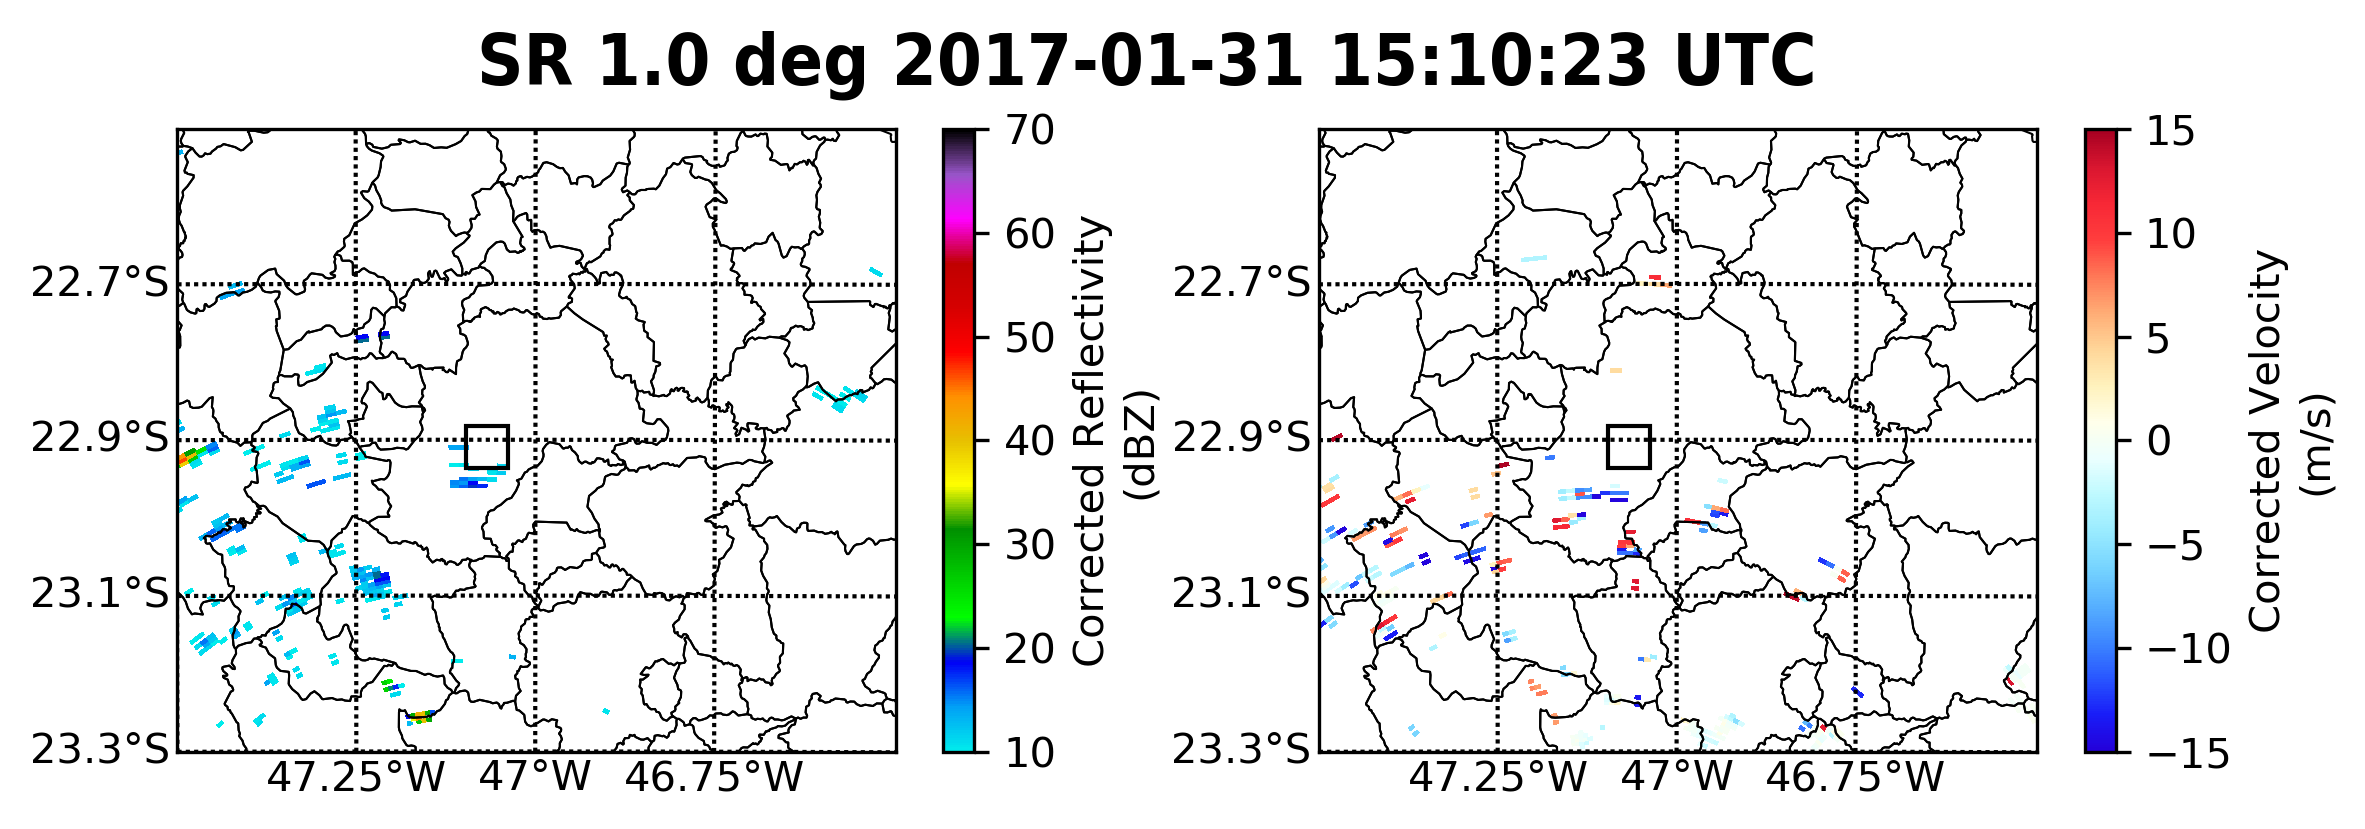 SR 1.0 deg 2017-01-31 15:10:23 UTC
22.7°S
22.9°S
23.1°S
23.3°S
47.25°W
47°W
46.75°W
70
60
50
40
30
20
10
Corrected Reflectivity
(dBZ)
22.7°S
22.9°S
23.1°S
23.3°S
47.25°W
47°W
46.75°W
15
10
5
0
−5
−10
−15
Corrected Velocity
(m/s)